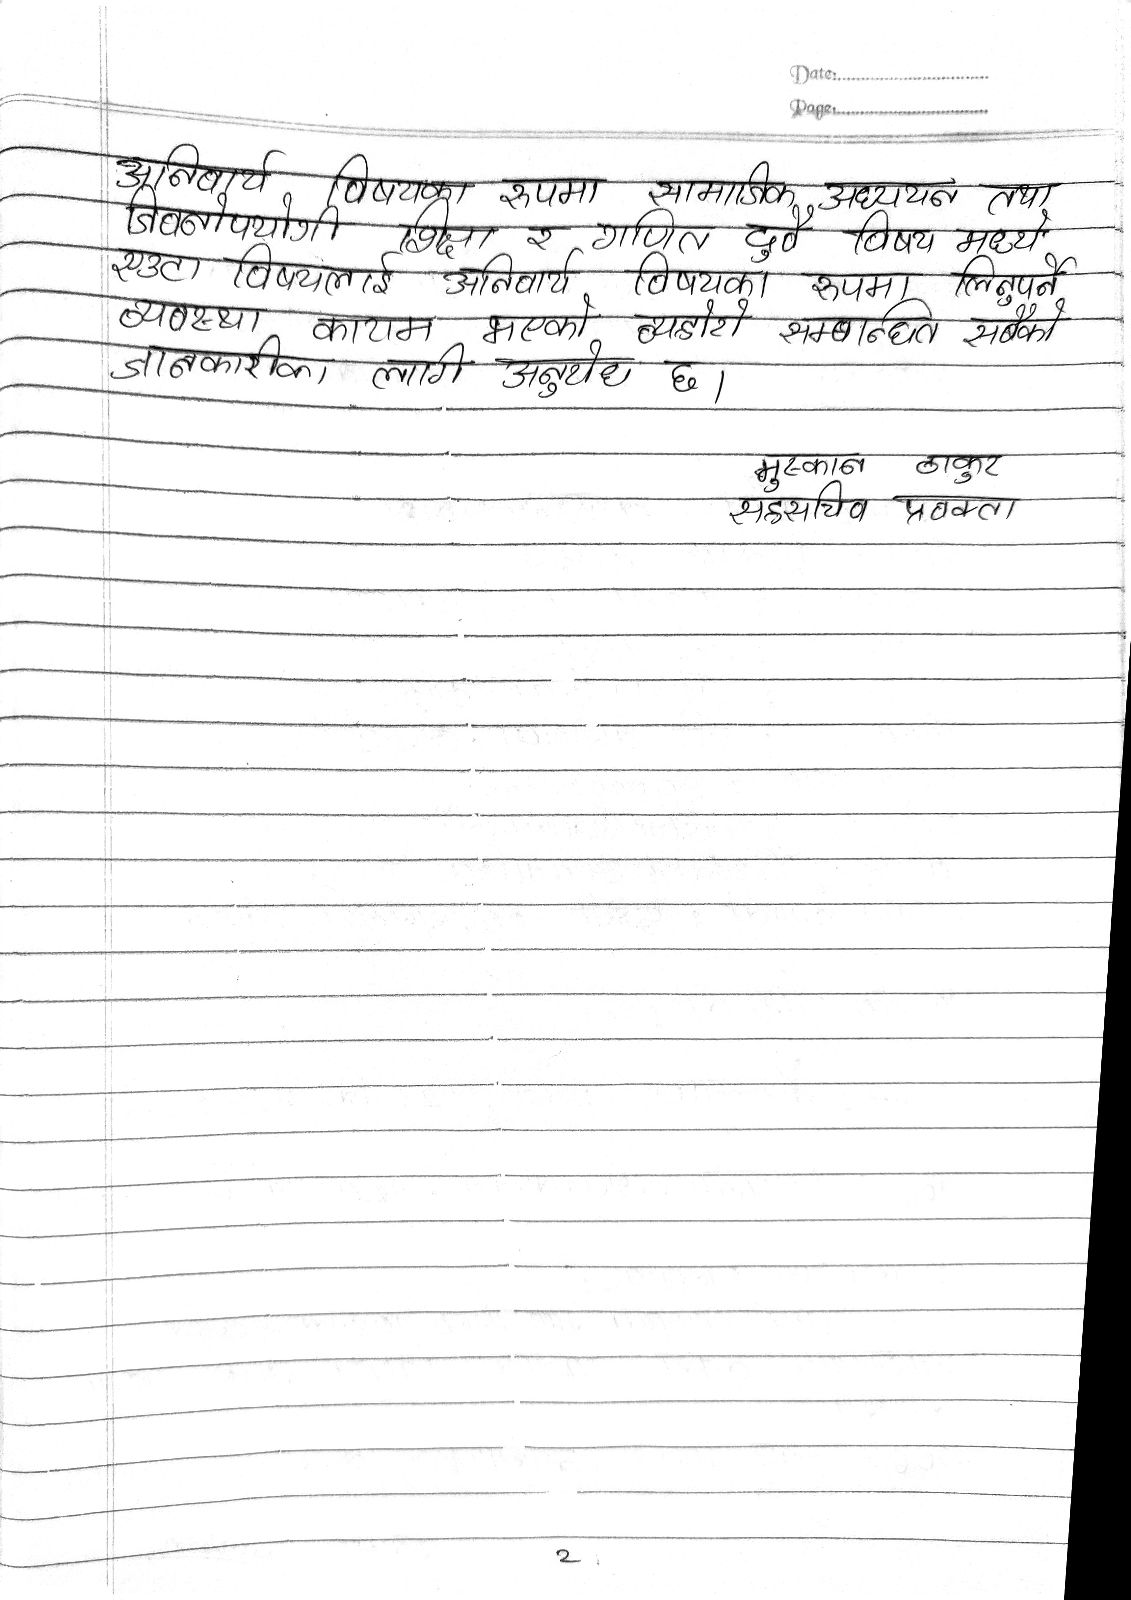 Date:
Page:
अनिवार्य विषयका रुपमा सामाजिक अध्ययन तथा
जिवनोपयोगी शिक्षा र गणित दुवै विषय मध्ये
एउटा विषयलाई अनिवार्य विषयका रुपमा लिनुपर्ने
व्यवस्था कायम भएको व्यहोरो सम्बन्धित सबैको
जानकारीका लागी अनुरोध छ।
मुस्कान ठाकुर
सहसचिव प्रवक्ता
2